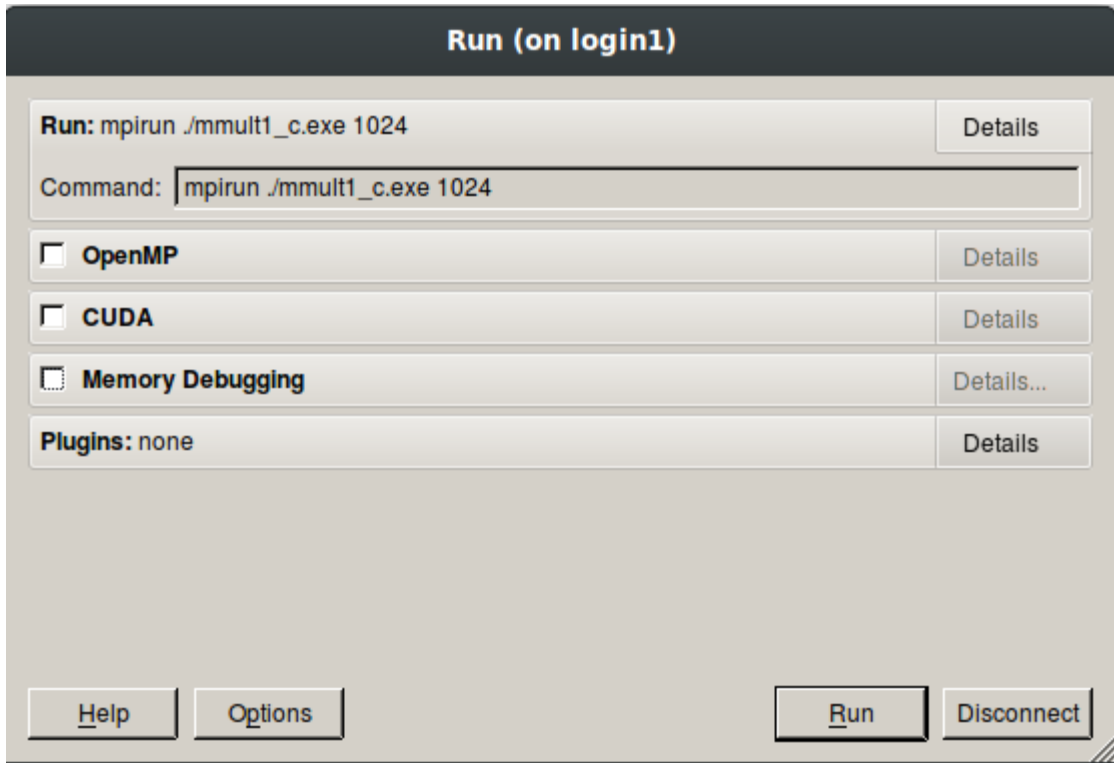 Run (on login1)
Run: mpirun ./mmult1_c.exe 1024 Details
Command: mpirun ./mmult1_c.exe 1024
OpenMP Details
CUDA Details
Memory Debugging Details...
Plugins: none Details
Help Options Run Disconnect